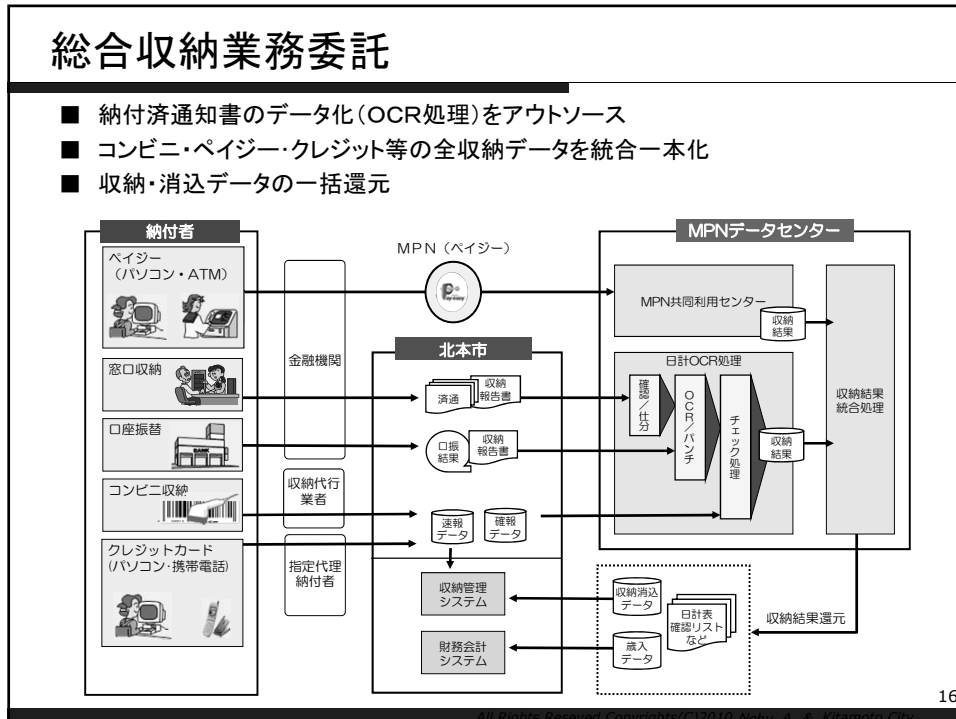 総合収納業務委託
■ 納付済通知書のデータ化(OCR処理)をアウトソース
■ コンビニ・ペイジー・クレジット等の全収納データを統合一本化
■ 収納・消込データの一括還元
納付者
ペイジー
(パソコン・ATM)
窓口収納
口座振替
BANK
コンビニ収納
クレジットカード
(パソコン・携帯電話)
金融機関
収納代行
業者
指定代理
納付者
MPN(ペイジー)
Pay-easy
北本市
済通
収納
報告書
口振
結果
収納
報告書
速報
データ
確報
データ
収納管理
システム
財務会計
システム
MPNデータセンター
MPN共同利用センター
収納
結果
日計OCR処理
確認/仕分
OCR/パンチ
チェック処理
収納
結果
収納結果
統合処理
収納消込
データ
歳入
データ
日計表
確認リスト
など
収納結果還元
16
All Rights Reseved Copyrights(C)2010 Nobu. A. & Kitamoto City